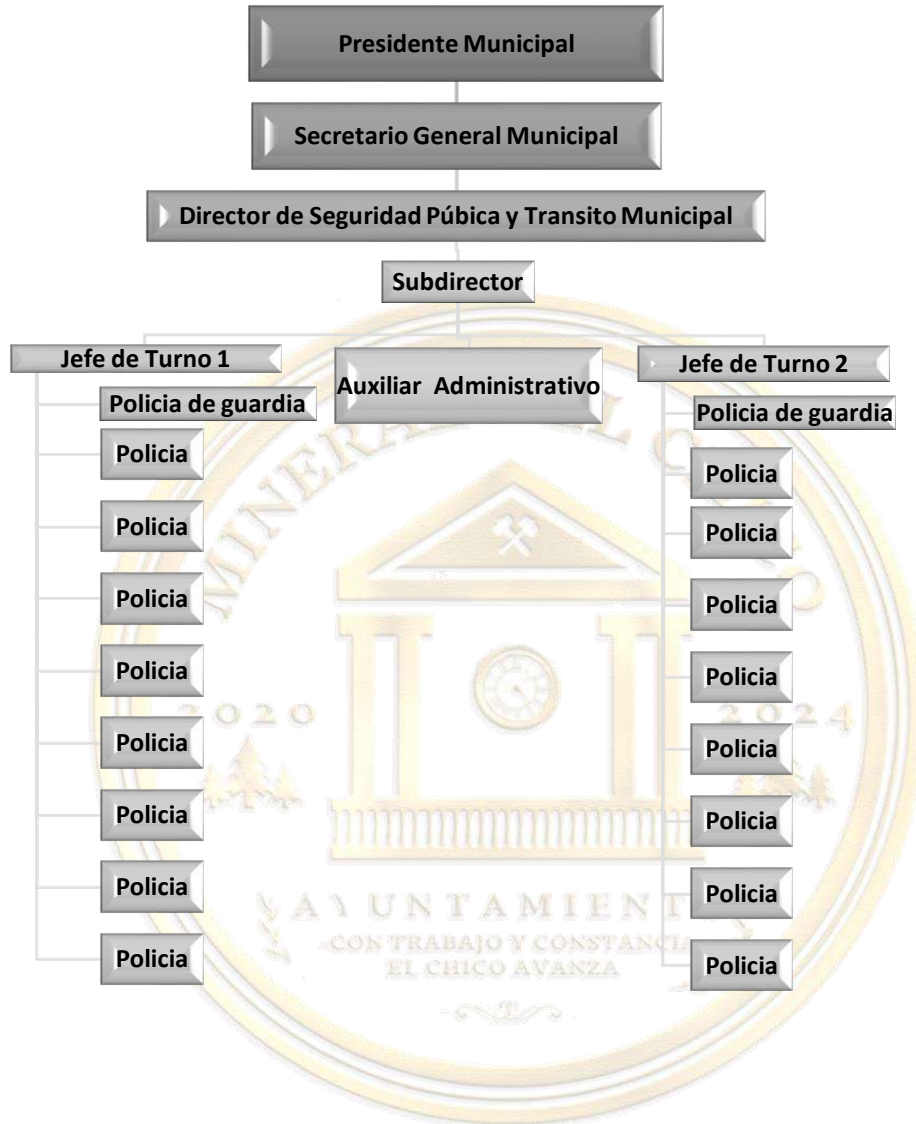 Presidente Municipal
Secretario General Municipal
Director de Seguridad Púbica y Transito Municipal
Subdirector
Jefe de Turno 1
Policia de guardia
Policia
Policia
Policia
Policia
Policia
Policia
Policia
Policia
Auxiliar Administrativo
Jefe de Turno 2
Policia de guardia
Policia
Policia
Policia
Policia
Policia
Policia
Policia
Policia
2020
2024
AYUNTAMIENT
CON TRABAJO Y CONSTANCIA
EL CHICO AVANZA